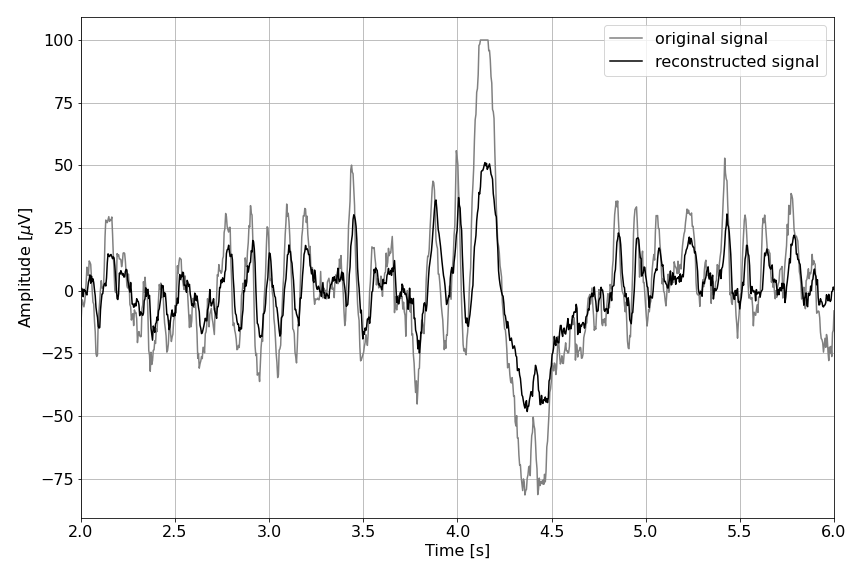 100
75
50
25
0
−25
−50
−75
Amplitude [μV]
original signal
reconstructed signal
2.0 2.5 3.0 3.5 4.0 4.5 5.0 5.5 6.0
Time [s]